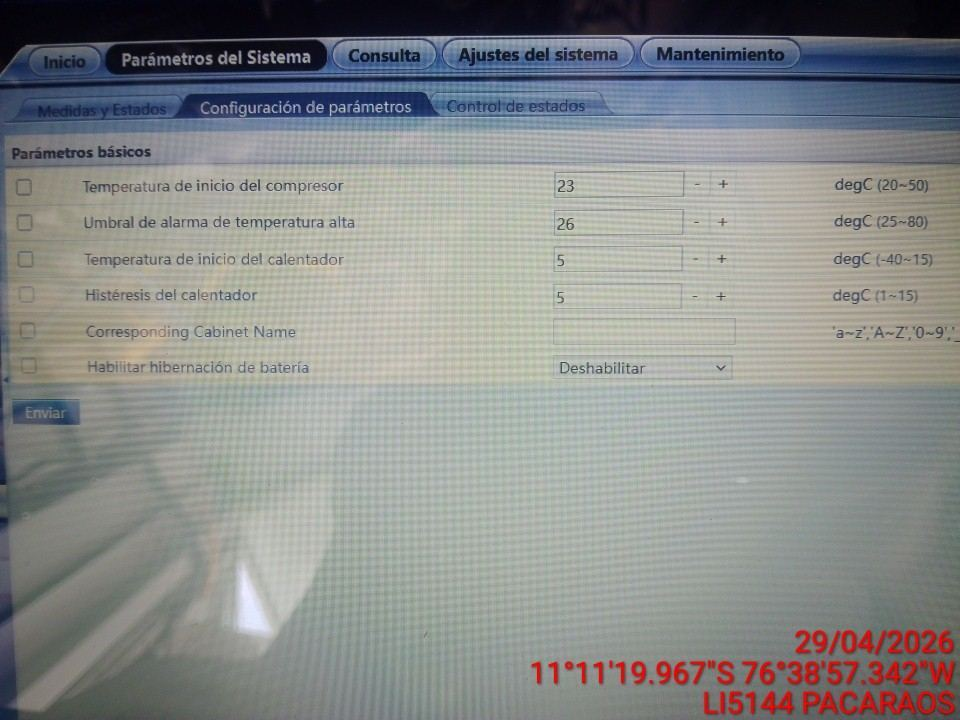 Inicio Parámetros del Sistema Consulta Ajustes del sistema Mantenimiento
Medidas y Estados Configuración de parámetros Control de estados
Parámetros básicos
Temperatura de inicio del compresor 23 - + degC (20~50)
Umbral de alarma de temperatura alta 26 - + degC (25~80)
Temperatura de inicio del calentador 5 - + degC (-40~15)
Histéresis del calentador 5 - + degC (1~15)
Corresponding Cabinet Name 'a~z','A~Z','0~9','_
Habilitar hibernación de batería Deshabilitar
Enviar
29/04/2026
11°11'19.967"S 76°38'57.342"W
LI5144 PACARAOS